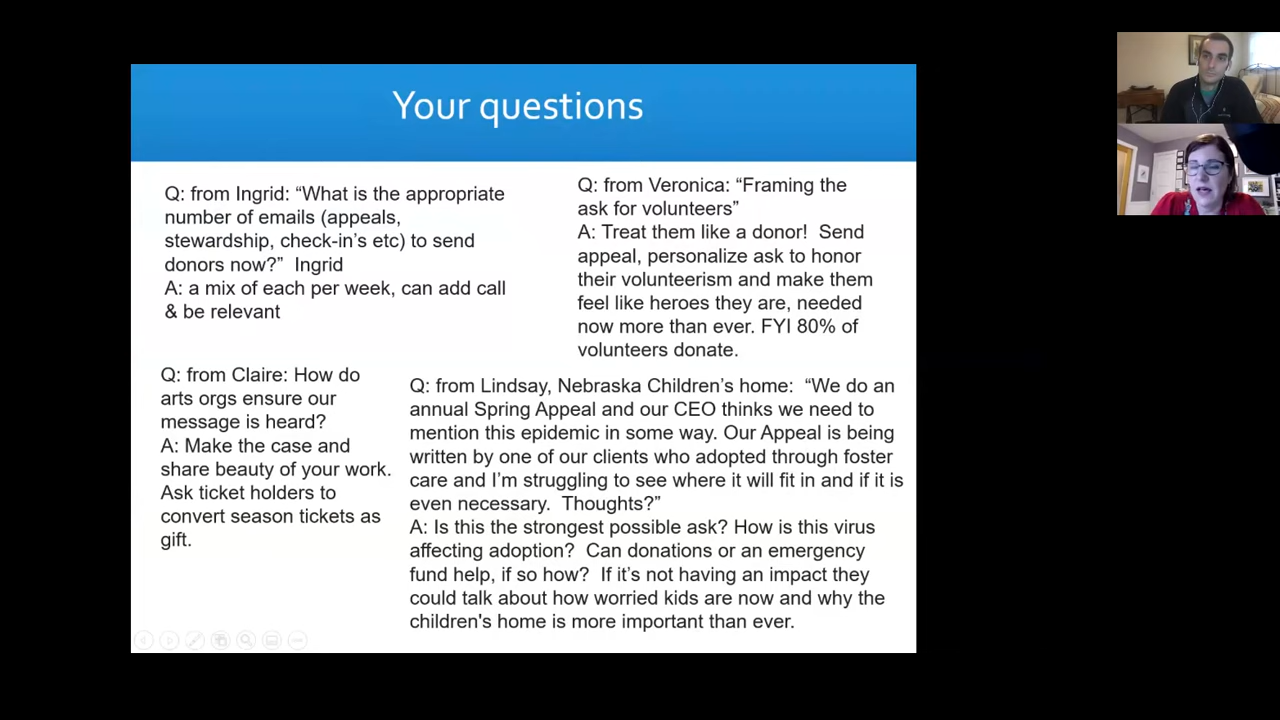 Your questions
Q: from Ingrid: “What is the appropriate
number of emails (appeals,
stewardship, check-in’s etc) to send
donors now?”  Ingrid
A: a mix of each per week, can add call
& be relevant
Q: from Veronica: “Framing the
ask for volunteers”
A: Treat them like a donor!  Send
appeal, personalize ask to honor
their volunteerism and make them
feel like heroes they are, needed
now more than ever. FYI 80% of
volunteers donate.
Q: from Claire: How do
arts orgs ensure our
message is heard?
A: Make the case and
share beauty of your work.
Ask ticket holders to
convert season tickets as
gift.
Q: from Lindsay, Nebraska Children’s home:  “We do an
annual Spring Appeal and our CEO thinks we need to
mention this epidemic in some way. Our Appeal is being
written by one of our clients who adopted through foster
care and I’m struggling to see where it will fit in and if it is
even necessary.  Thoughts?”
A: Is this the strongest possible ask? How is this virus
affecting adoption?  Can donations or an emergency
fund help, if so how?  If it’s not having an impact they
could talk about how worried kids are now and why the
children's home is more important than ever.